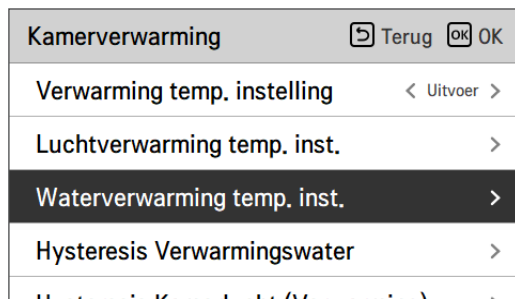 Kamerverwarming Terug OK OK
Verwarming temp. instelling < Uitvoer >
Luchtverwarming temp. inst. >
Waterverwarming temp. inst. >
Hysteresis Verwarmingswater >